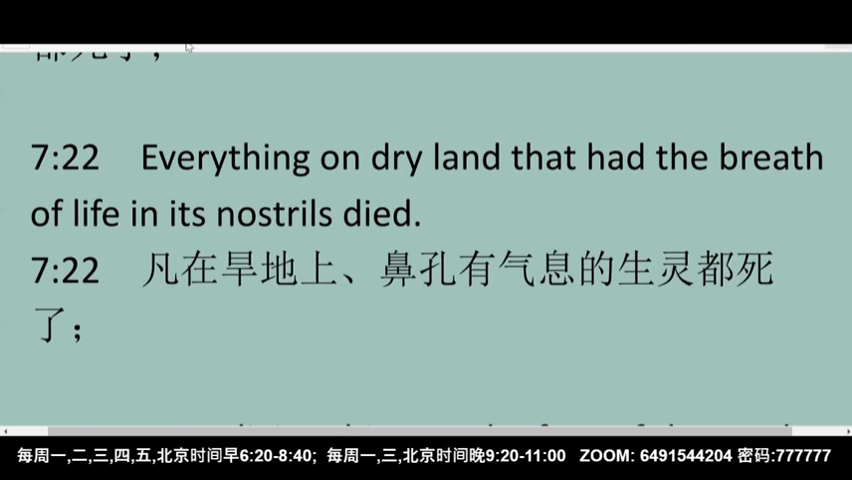 7:22 Everything on dry land that had the breath
of life in its nostrils died.
7:22 凡在旱地上、鼻孔有气息的生灵都死
了；
每周一,二,三,四,五,北京时间早6:20-8:40; 每周一,三,北京时间晚9:20-11:00 ZOOM: 6491544204 密码:777777